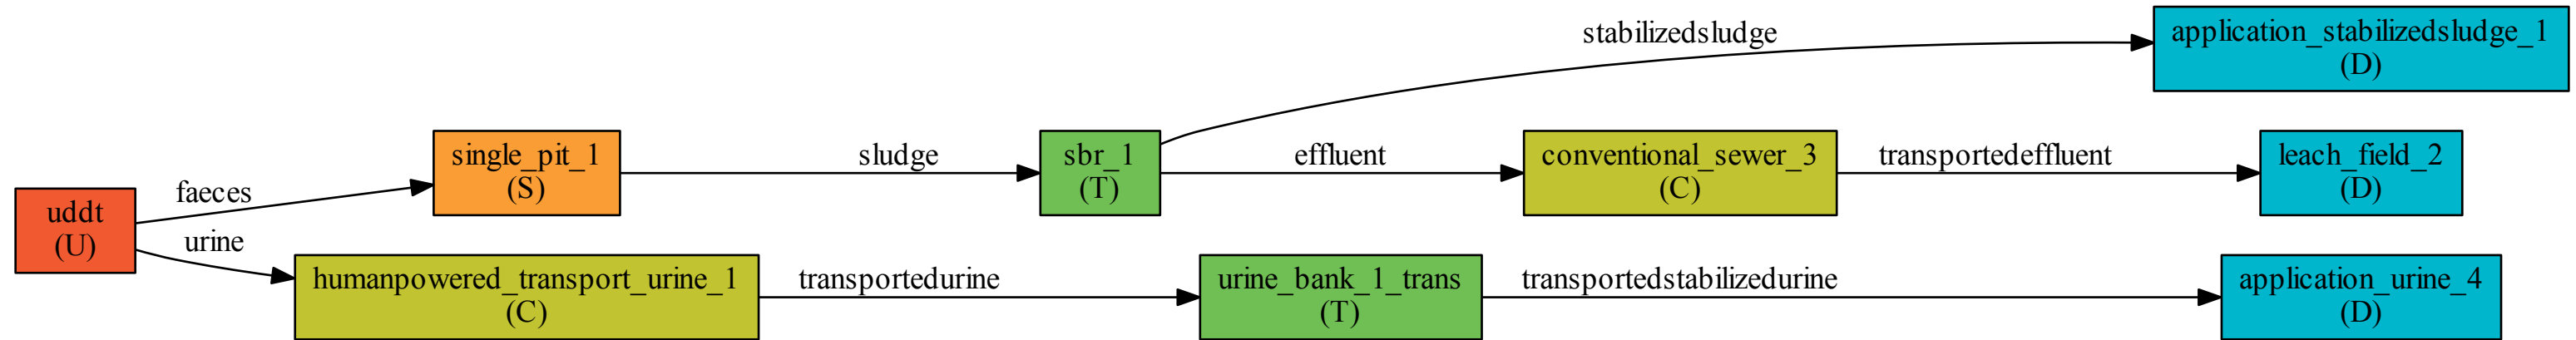 stabilizedsludge
application_stabilizedsludge_1
(D)
uddt
(U)
faeces
single_pit_1
(S)
sludge
sbr_1
(T)
effluent
conventional_sewer_3
(C)
transportedeffluent
leach_field_2
(D)
urine
humanpowered_transport_urine_1
(C)
transportedurine
urine_bank_1_trans
(T)
transportedstabilizedurine
application_urine_4
(D)